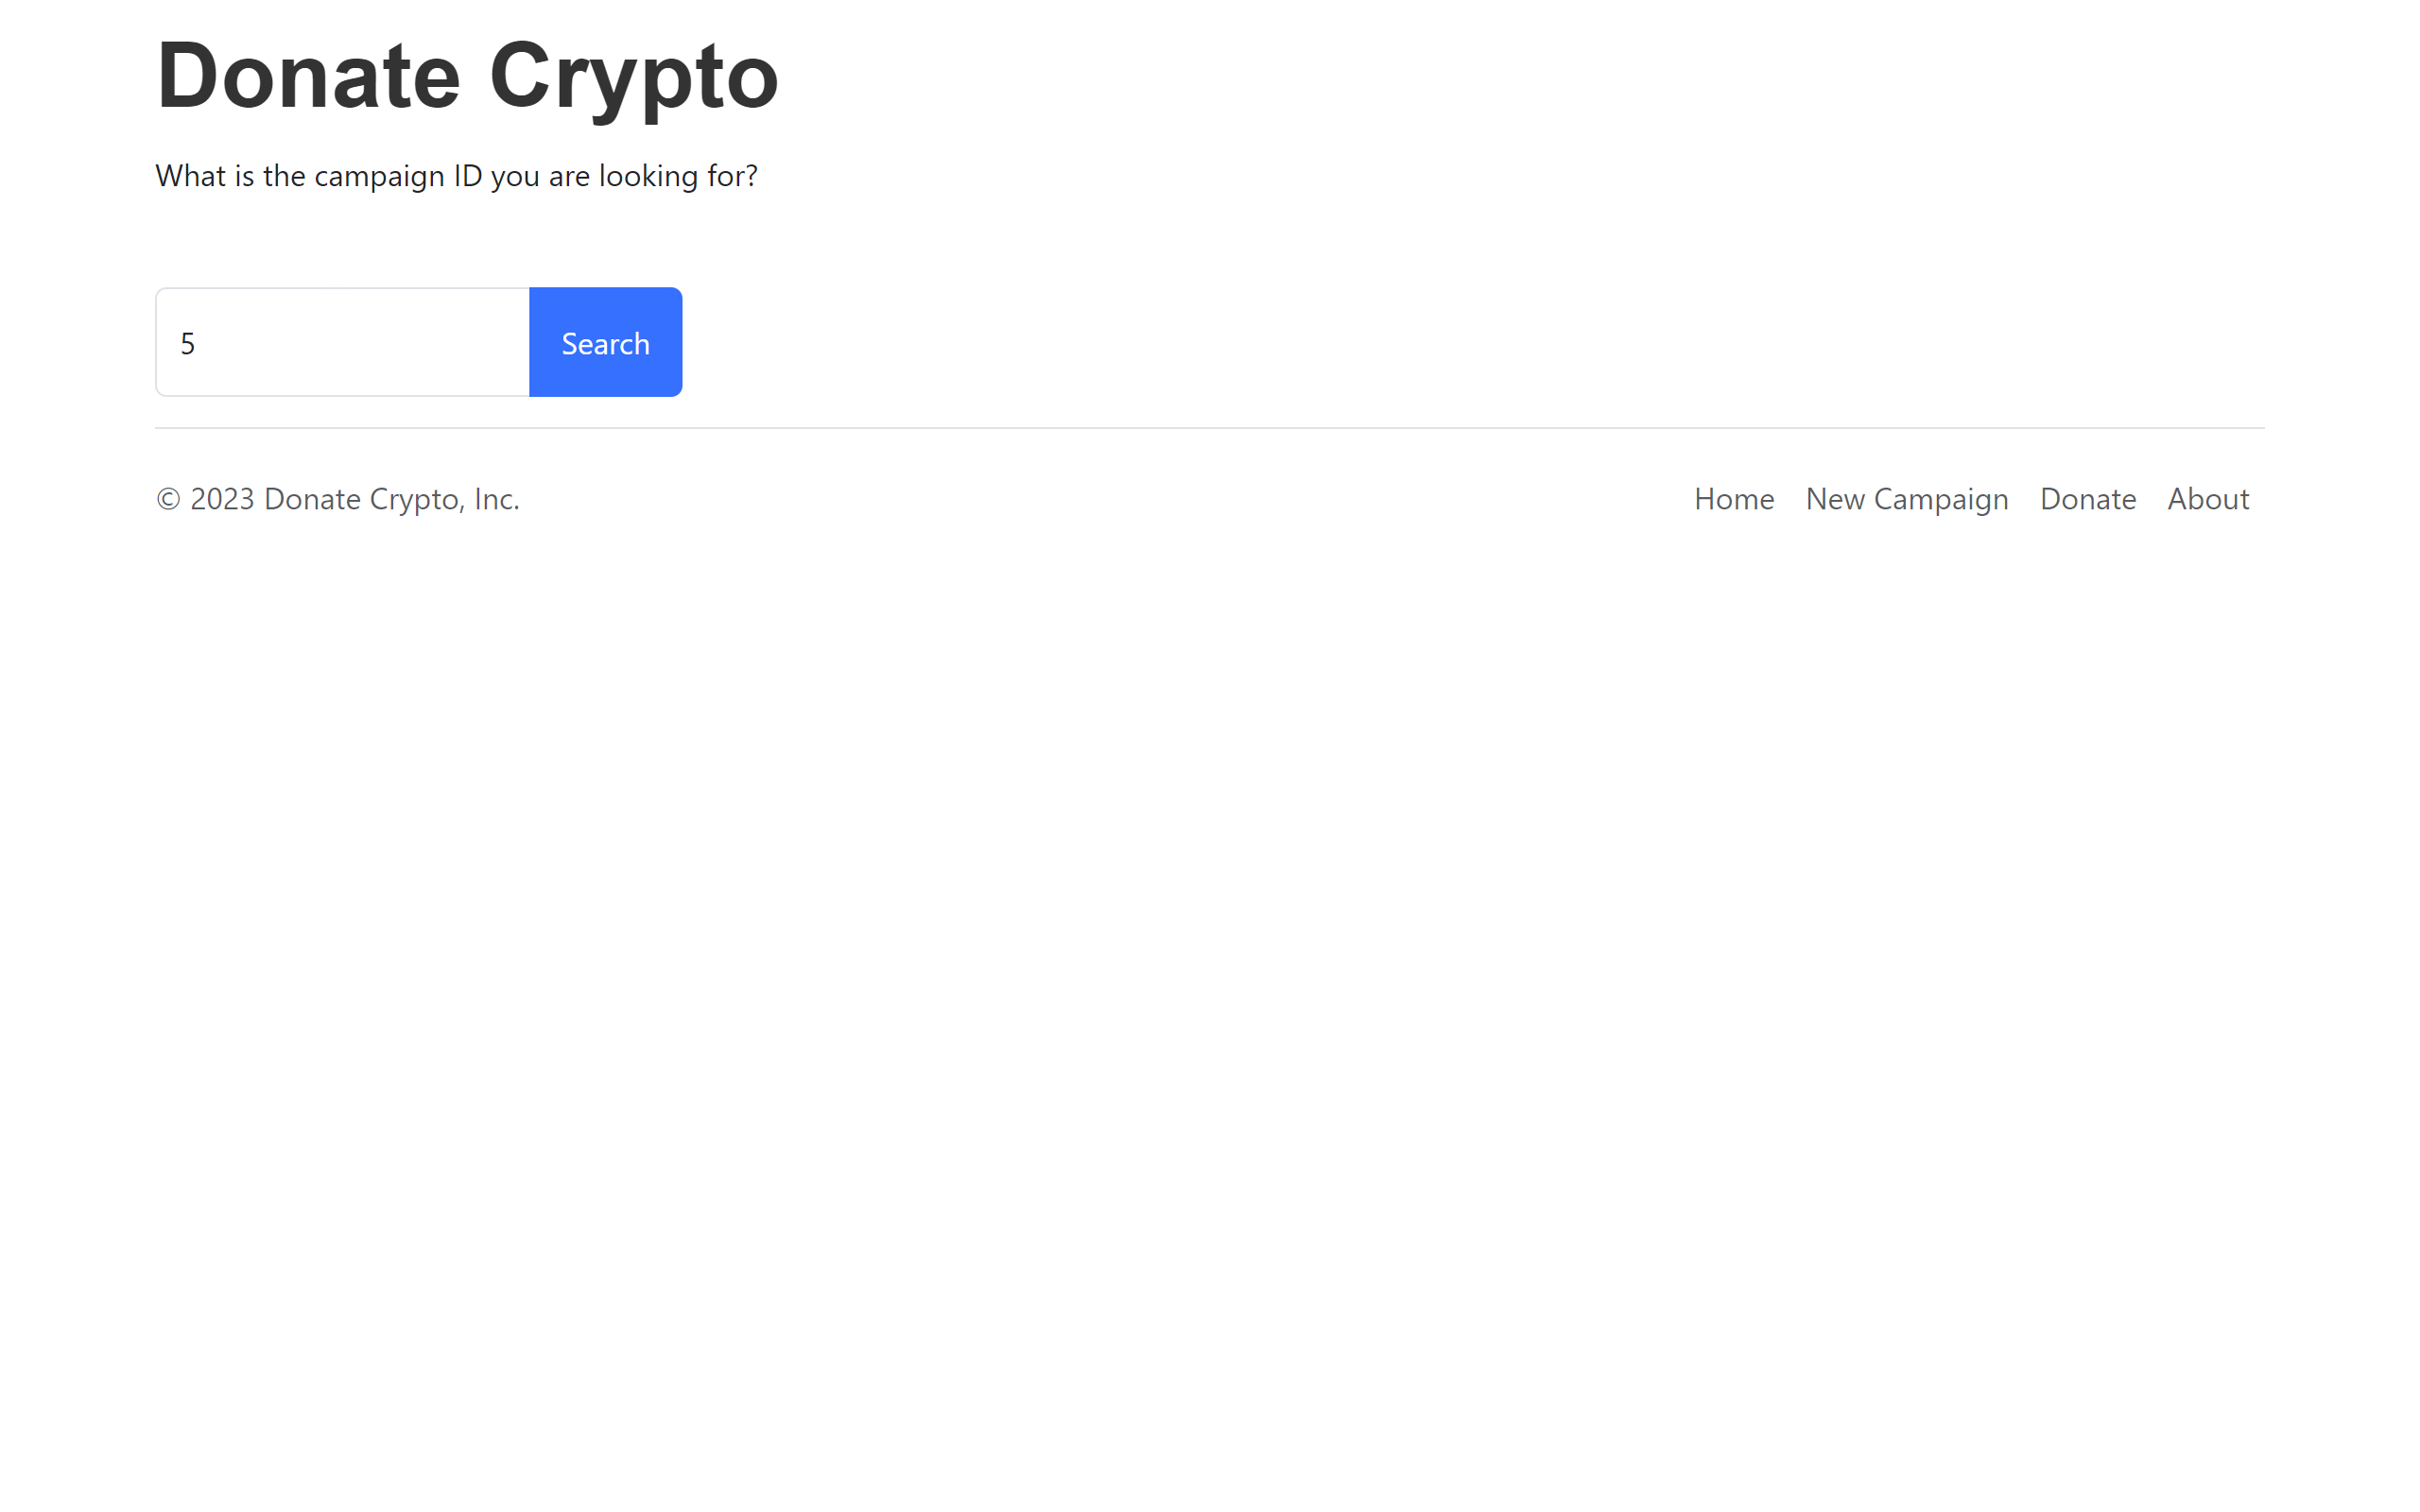 Donate Crypto
What is the campaign ID you are looking for?
5 Search
© 2023 Donate Crypto, Inc. Home New Campaign Donate About